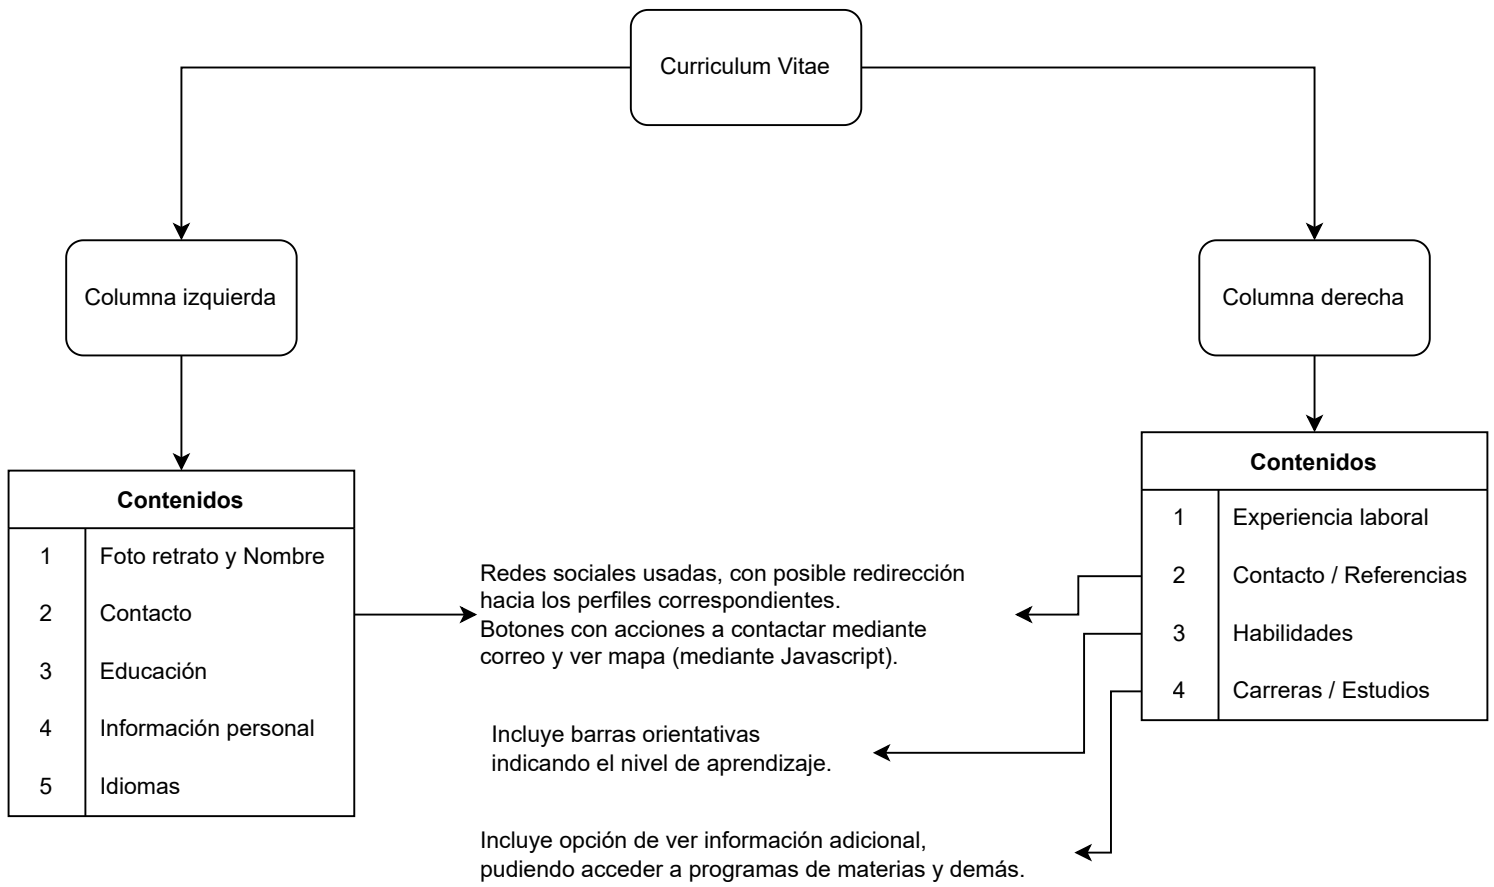 Curriculum Vitae
Columna izquierda
Columna derecha
Contenidos
1 Foto retrato y Nombre
2 Contacto
3 Educación
4 Información personal
5 Idiomas
Redes sociales usadas, con posible redirección
hacia los perfiles correspondientes.
Botones con acciones a contactar mediante
correo y ver mapa (mediante Javascript).
Incluye barras orientativas
indicando el nivel de aprendizaje.
Incluye opción de ver información adicional,
pudiendo acceder a programas de materias y demás.
Contenidos
1 Experiencia laboral
2 Contacto / Referencias
3 Habilidades
4 Carreras / Estudios